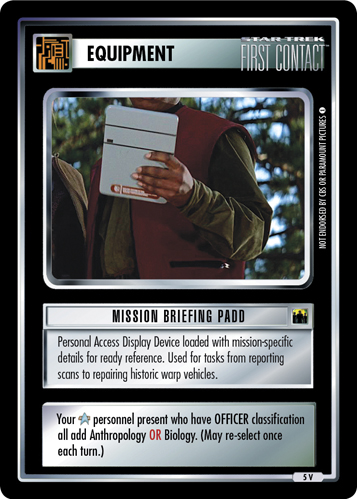 EQUIPMENT
STAR TREK
FIRST CONTACT
NOT ENDORSED BY CBS OR PARAMOUNT PICTURES
MISSION BRIEFING PADD
Personal Access Display Device loaded with mission-specific
details for ready reference. Used for tasks from reporting
scans to repairing historic warp vehicles.
Your personnel present who have OFFICER classification
all add Anthropology OR Biology. (May re-select once
each turn.)
5 V